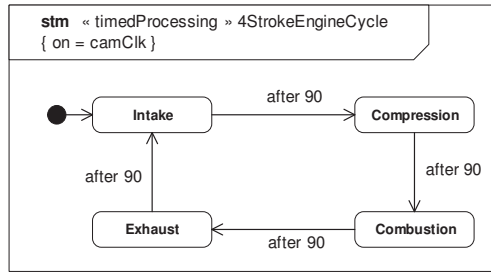 stm « timedProcessing » 4StrokeEngineCycle
{ on = camClk }
after 90
Intake
Compression
after 90
after 90
Exhaust
Combustion
after 90